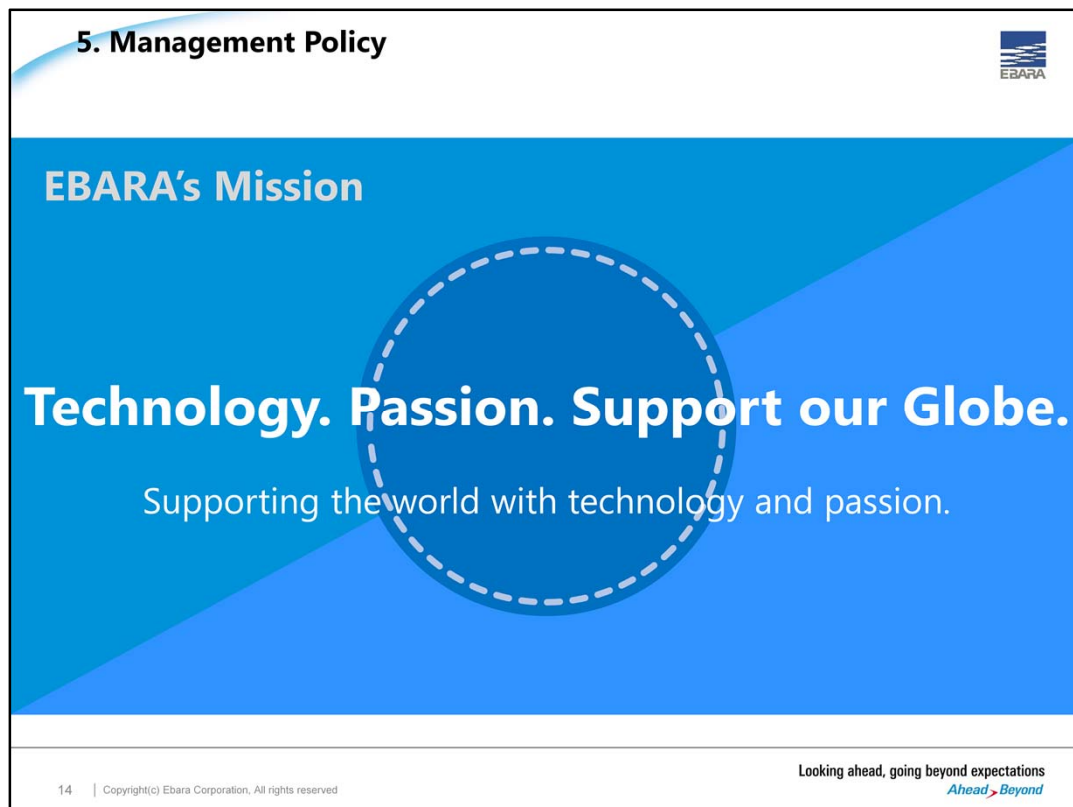 5. Management Policy
EBARA
EBARA’s Mission
Technology. Passion. Support our Globe.
Supporting the world with technology and passion.
14 | Copyright(c) Ebara Corporation, All rights reserved
Looking ahead, going beyond expectations
Ahead > Beyond